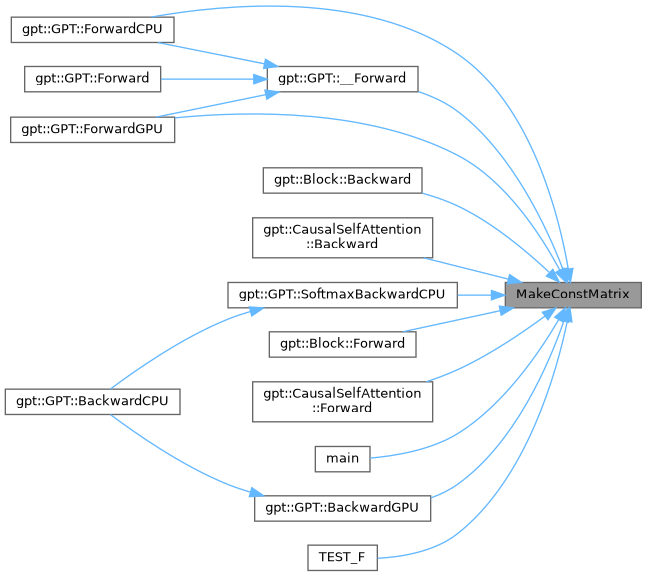 gpt::GPT::ForwardCPU
gpt::GPT::Forward
gpt::GPT::__Forward
gpt::GPT::ForwardGPU
gpt::Block::Backward
gpt::CausalSelfAttention
::Backward
gpt::GPT::SoftmaxBackwardCPU
MakeConstMatrix
gpt::Block::Forward
gpt::GPT::BackwardCPU
gpt::CausalSelfAttention
::Forward
main
gpt::GPT::BackwardGPU
TEST_F